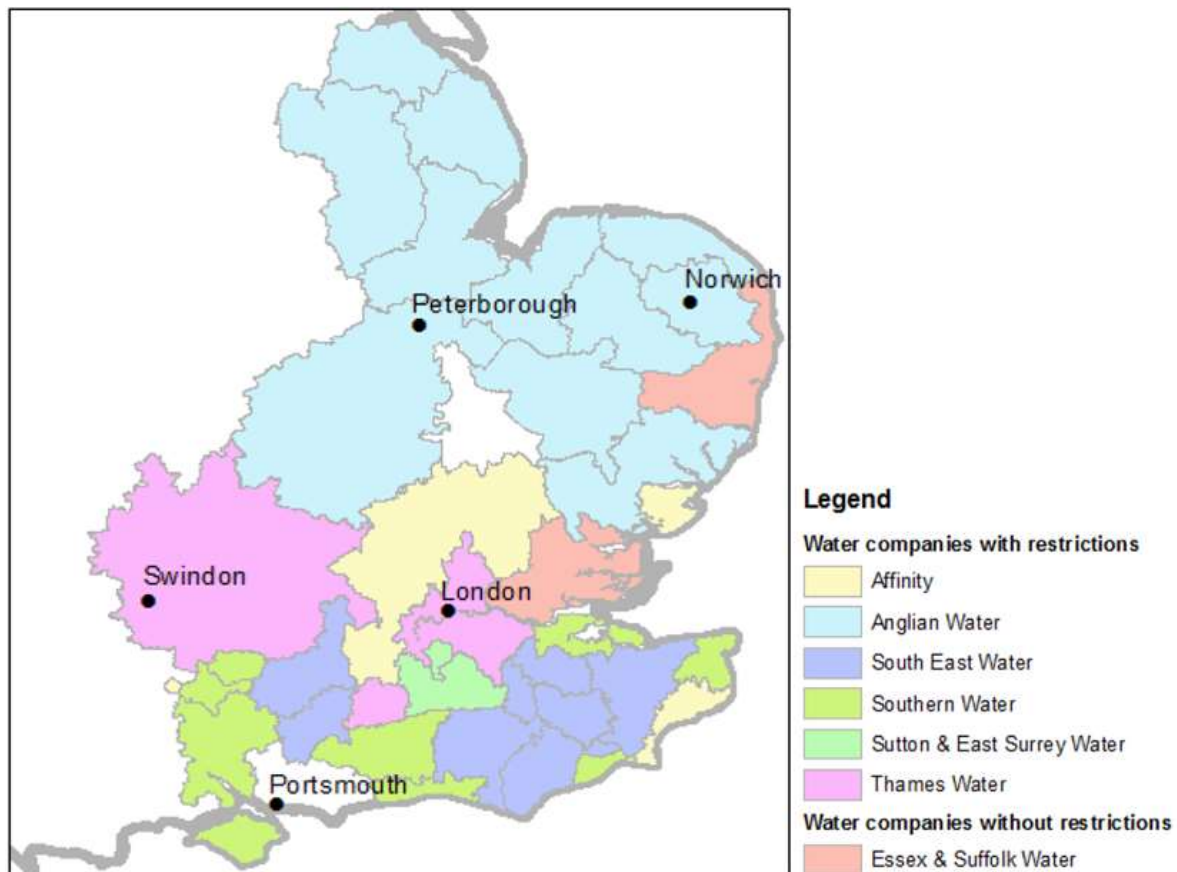 Norwich
Peterborough
Swindon
London
Portsmouth
Legend
Water companies with restrictions
Affinity
Anglian Water
South East Water
Southern Water
Sutton & East Surrey Water
Thames Water
Water companies without restrictions
Essex & Suffolk Water